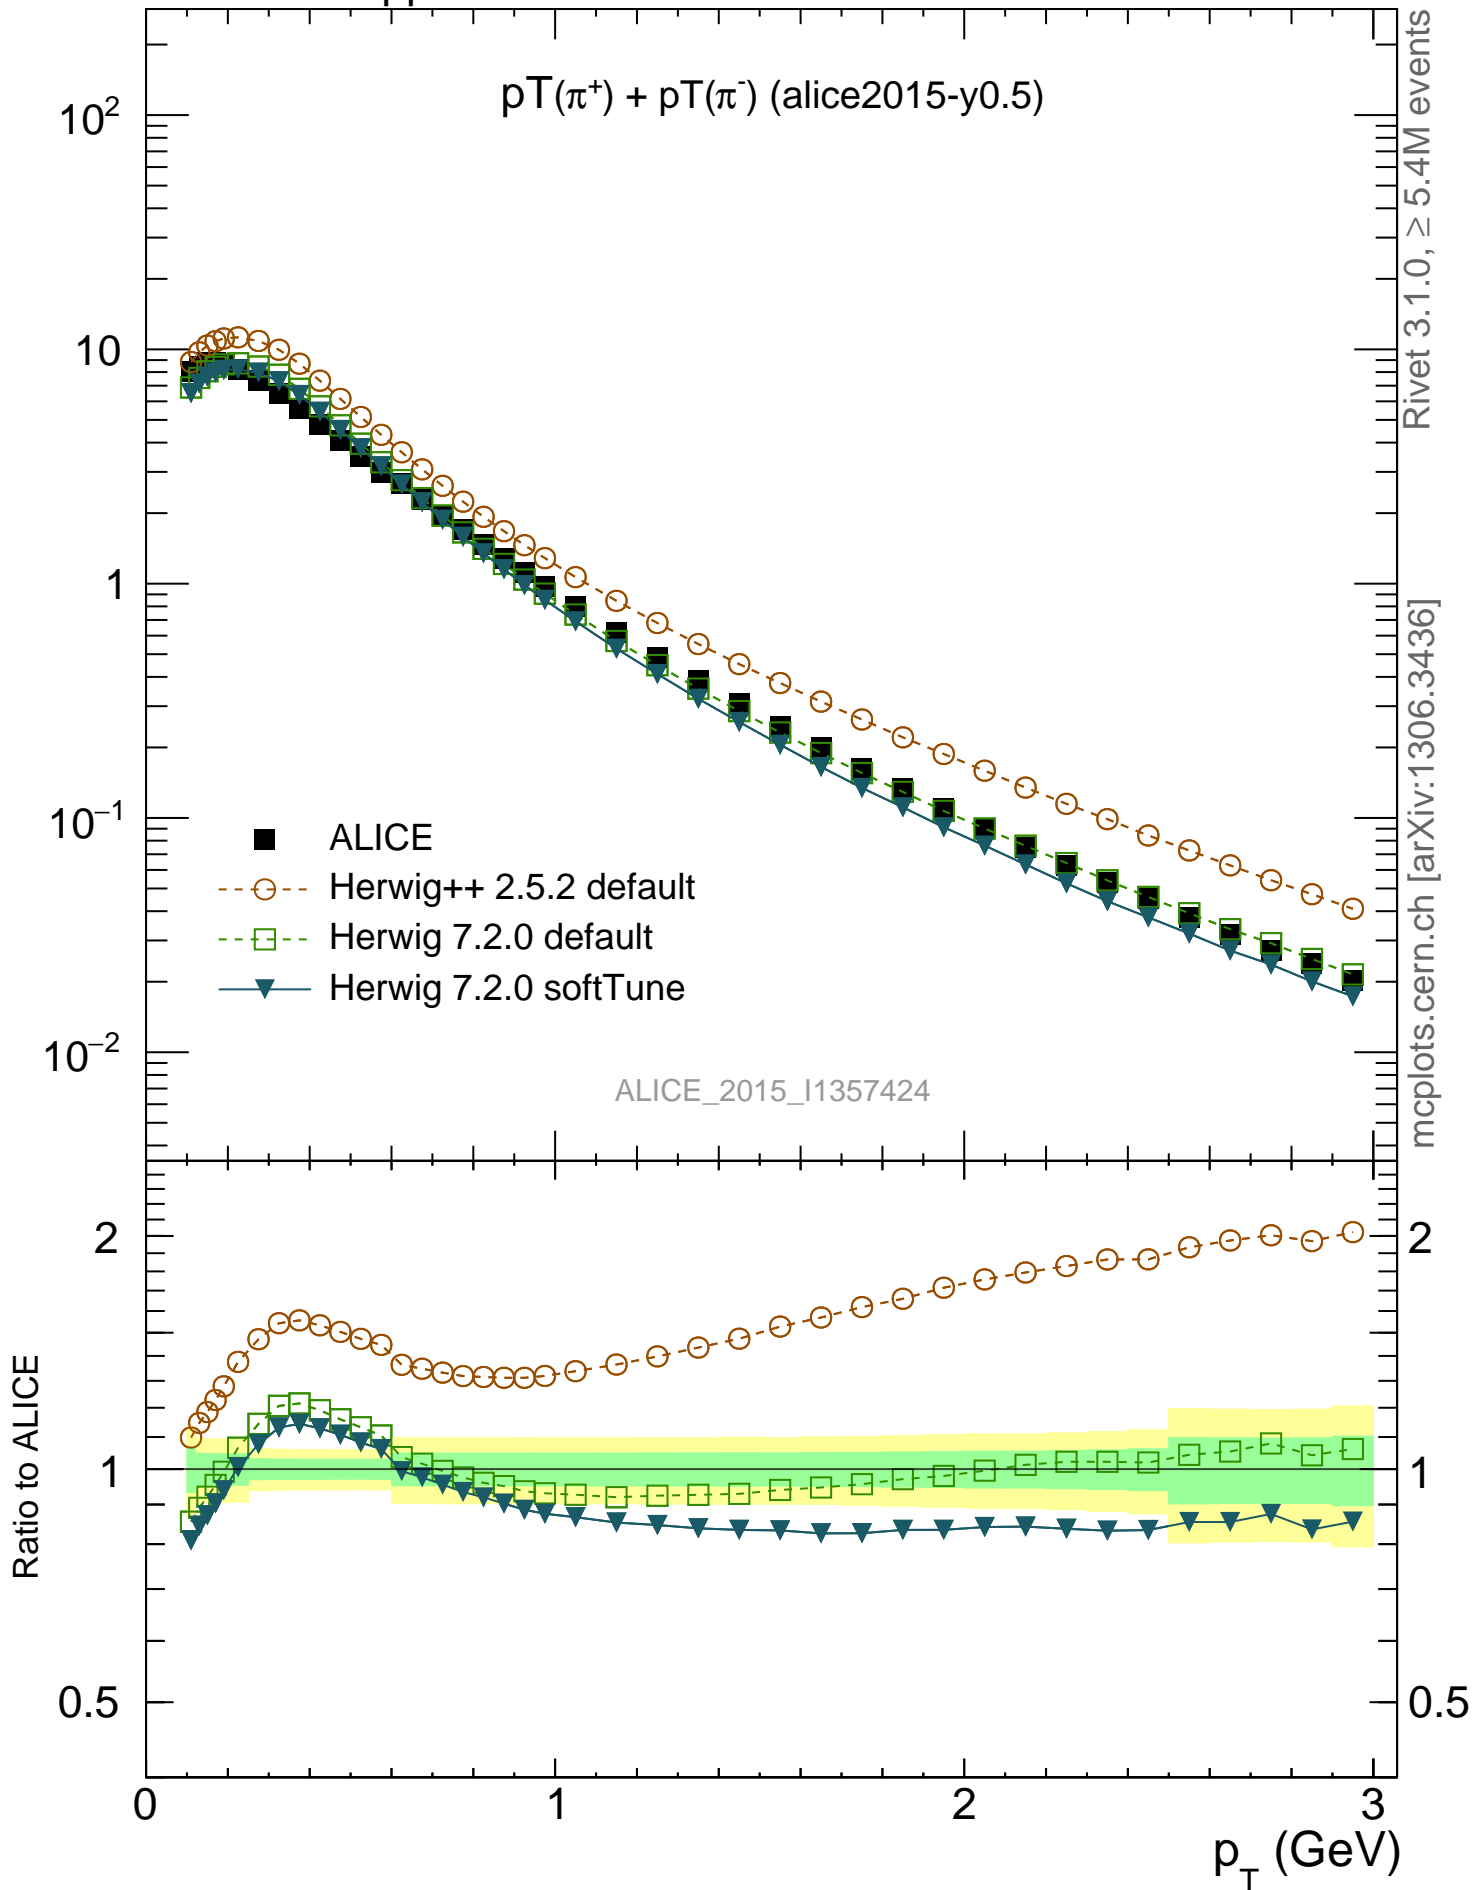 pp
pT(π⁺) + pT(π⁻) (alice2015-y0.5)
10²
10
1
10⁻¹
10⁻²
ALICE
Herwig++ 2.5.2 default
Herwig 7.2.0 default
Herwig 7.2.0 softTune
ALICE_2015_I1357424
Rivet 3.1.0, ≥ 5.4M events
mcplots.cern.ch [arXiv:1306.3436]
Ratio to ALICE
2
1
0.5
2
1
0.5
0 1 2 3
p_T (GeV)